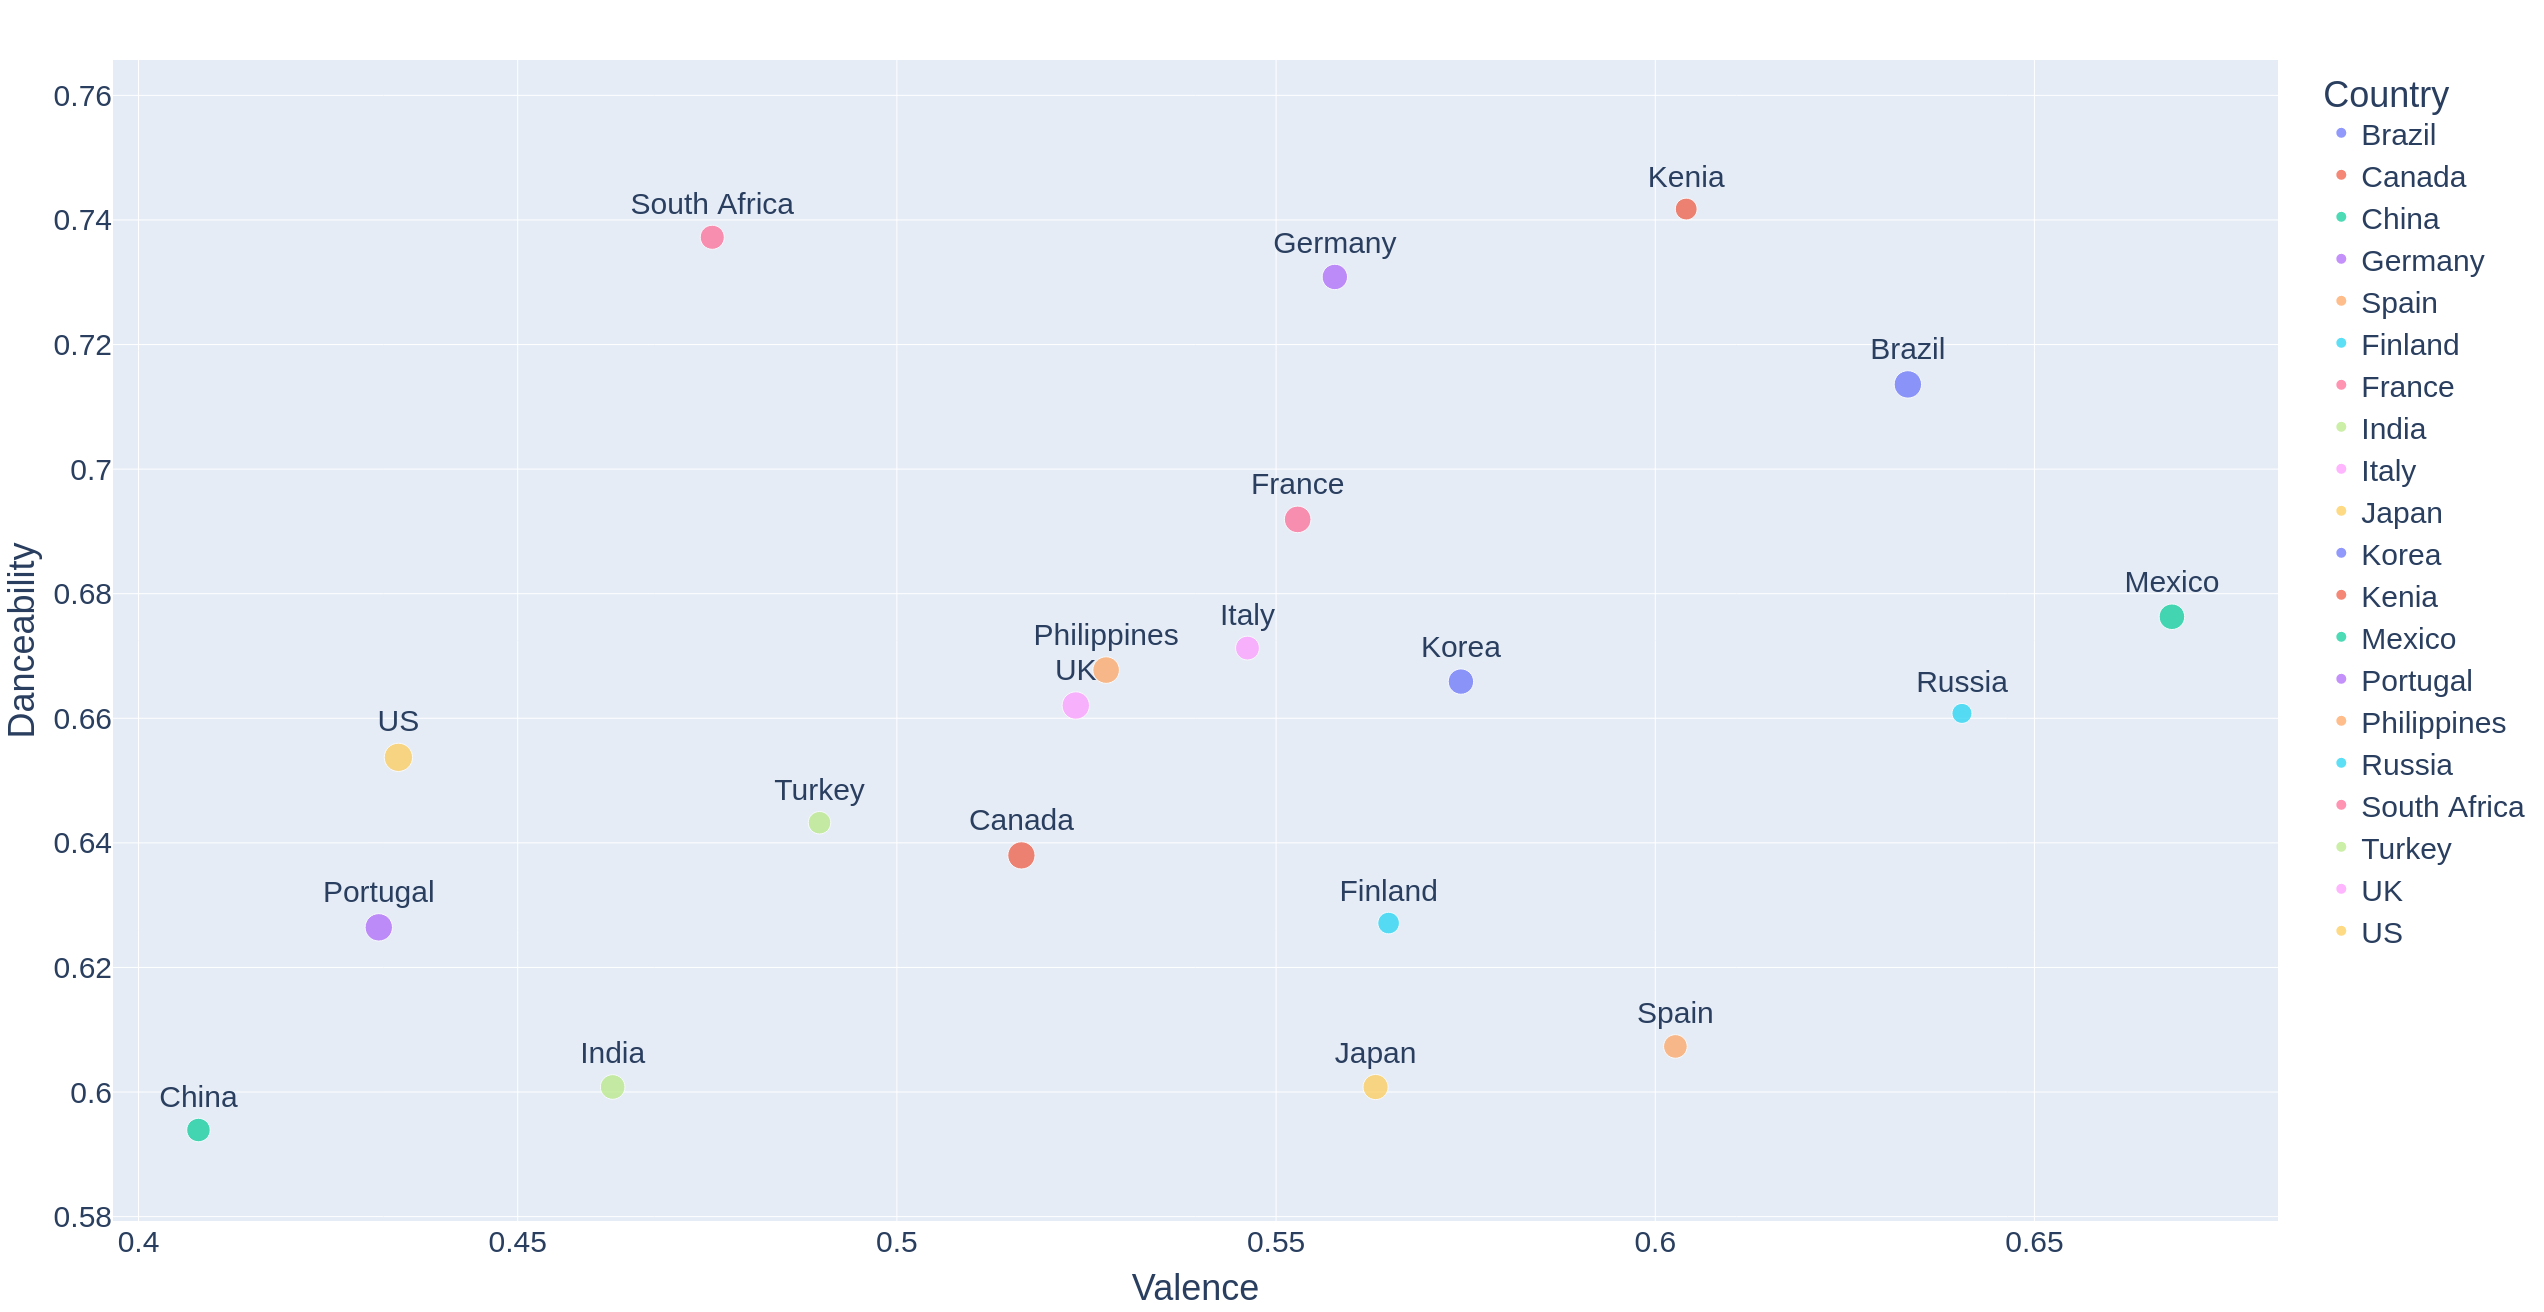 0.76
0.74
0.72
0.7
0.68
0.66
0.64
0.62
0.6
0.58
Danceability
0.4
0.45
0.5
0.55
0.6
0.65
Valence
South Africa
Kenia
Germany
Brazil
France
Mexico
Italy
Philippines
Korea
UK
Russia
US
Turkey
Canada
Finland
Portugal
Spain
India
Japan
China
Country
Brazil
Canada
China
Germany
Spain
Finland
France
India
Italy
Japan
Korea
Kenia
Mexico
Portugal
Philippines
Russia
South Africa
Turkey
UK
US